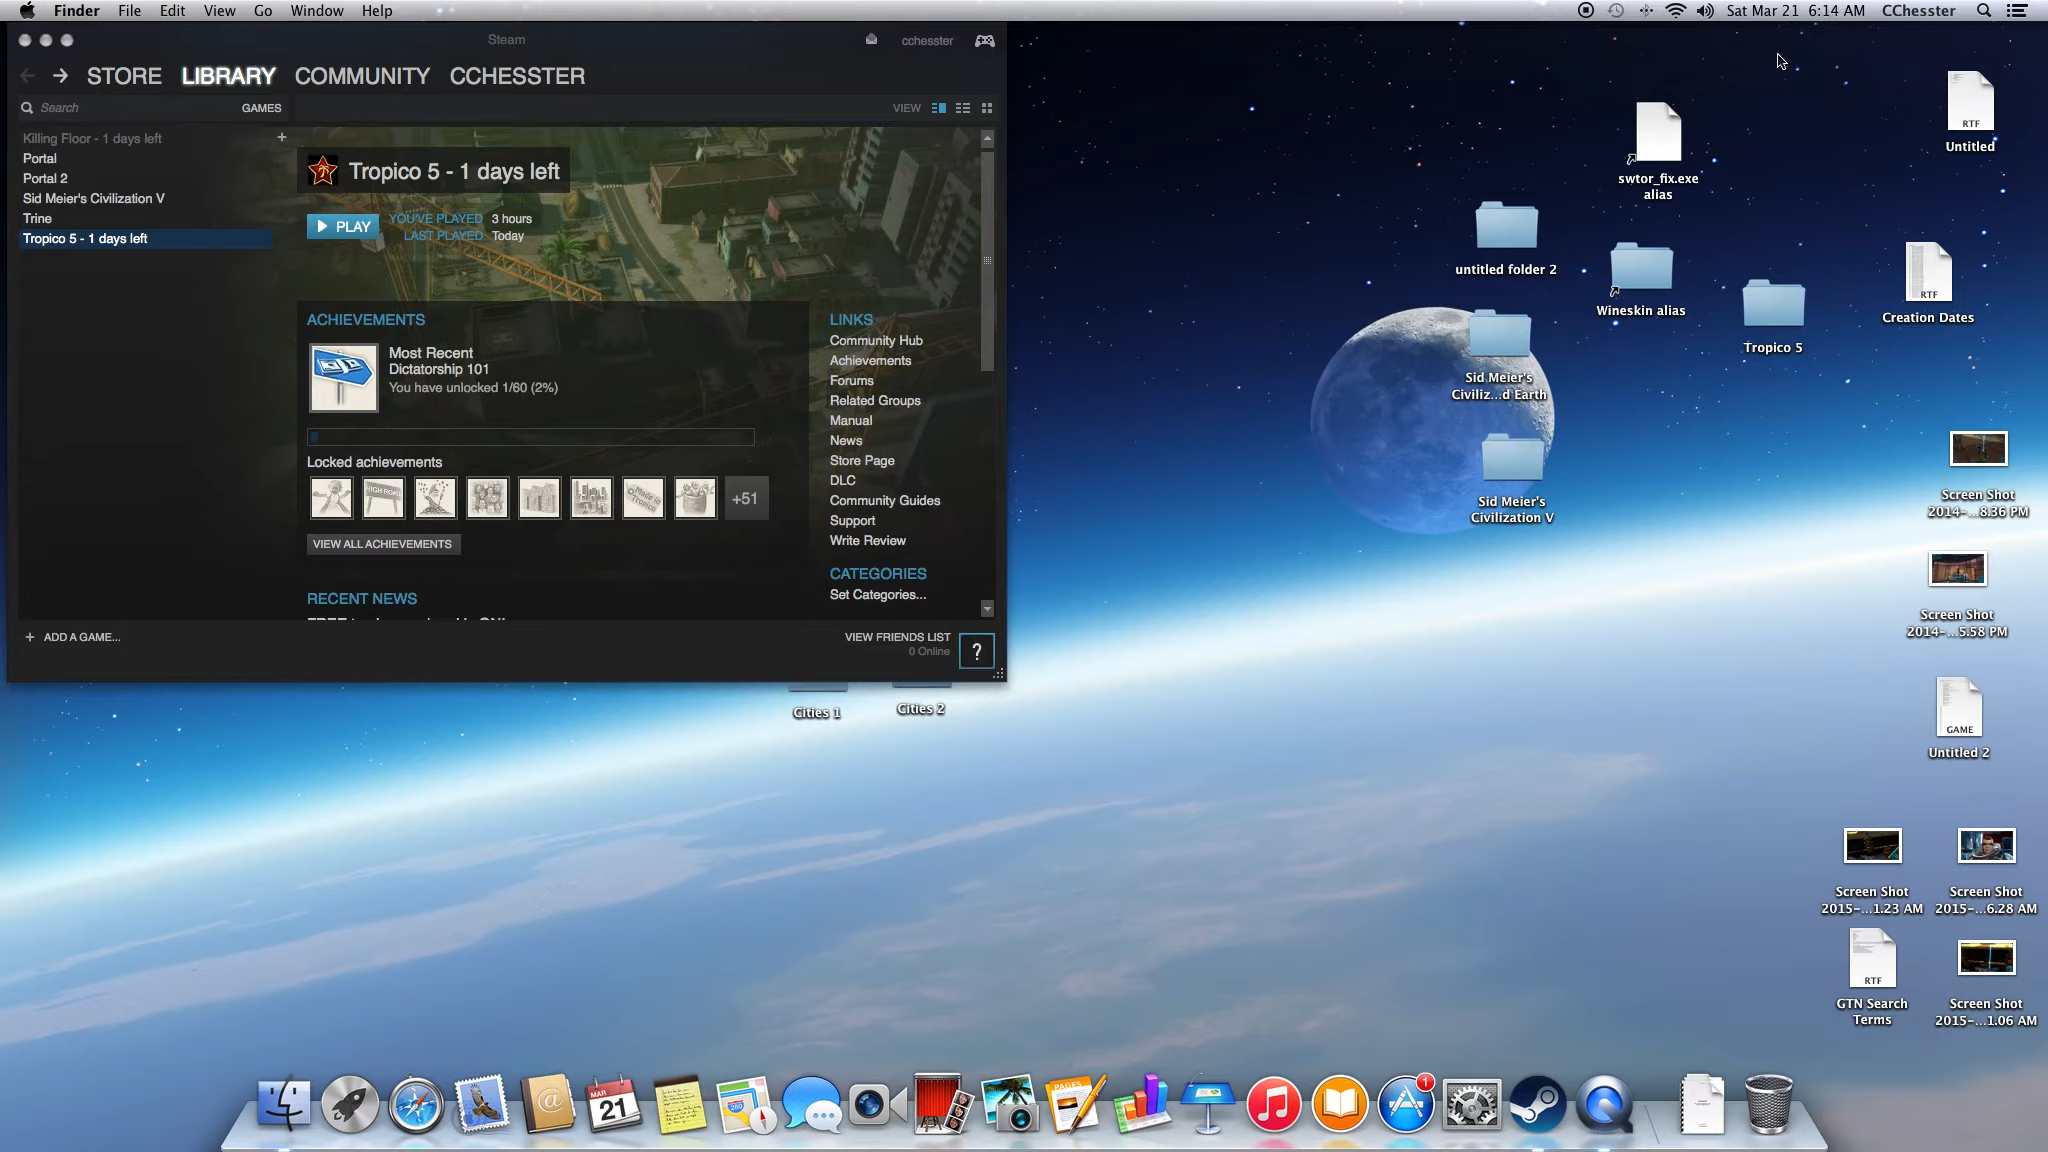 Finder File Edit View Go Window Help
Sat Mar 21 6:14 AM CChesster
Steam
cchesster
STORE LIBRARY COMMUNITY CCHESSTER
Search GAMES
VIEW
Killing Floor - 1 days left
+
Portal
Portal 2
Sid Meier's Civilization V
Trine
Tropico 5 - 1 days left
Tropico 5 - 1 days left
PLAY
YOU'VE PLAYED 3 hours
LAST PLAYED Today
ACHIEVEMENTS
Most Recent
Dictatorship 101
You have unlocked 1/60 (2%)
Locked achievements
HIGH ROAD
Made in Tropico
+51
VIEW ALL ACHIEVEMENTS
RECENT NEWS
LINKS
Community Hub
Achievements
Forums
Related Groups
Manual
News
Store Page
DLC
Community Guides
Support
Write Review
CATEGORIES
Set Categories...
+ ADD A GAME...
VIEW FRIENDS LIST
0 Online
?
Cities 1
Cities 2
RTF
Untitled
swtor_fix.exe
alias
untitled folder 2
Wineskin alias
Tropico 5
RTF
Creation Dates
Sid Meier's
Civiliz...d Earth
Sid Meier's
Civilization V
Screen Shot
2014-...8.36 PM
Screen Shot
2014-...5.58 PM
GAME
Untitled 2
Screen Shot
2015-...1.23 AM
Screen Shot
2015-...6.28 AM
RTF
GTN Search
Terms
Screen Shot
2015-...1.06 AM
MAR
21
280
PAGES
1